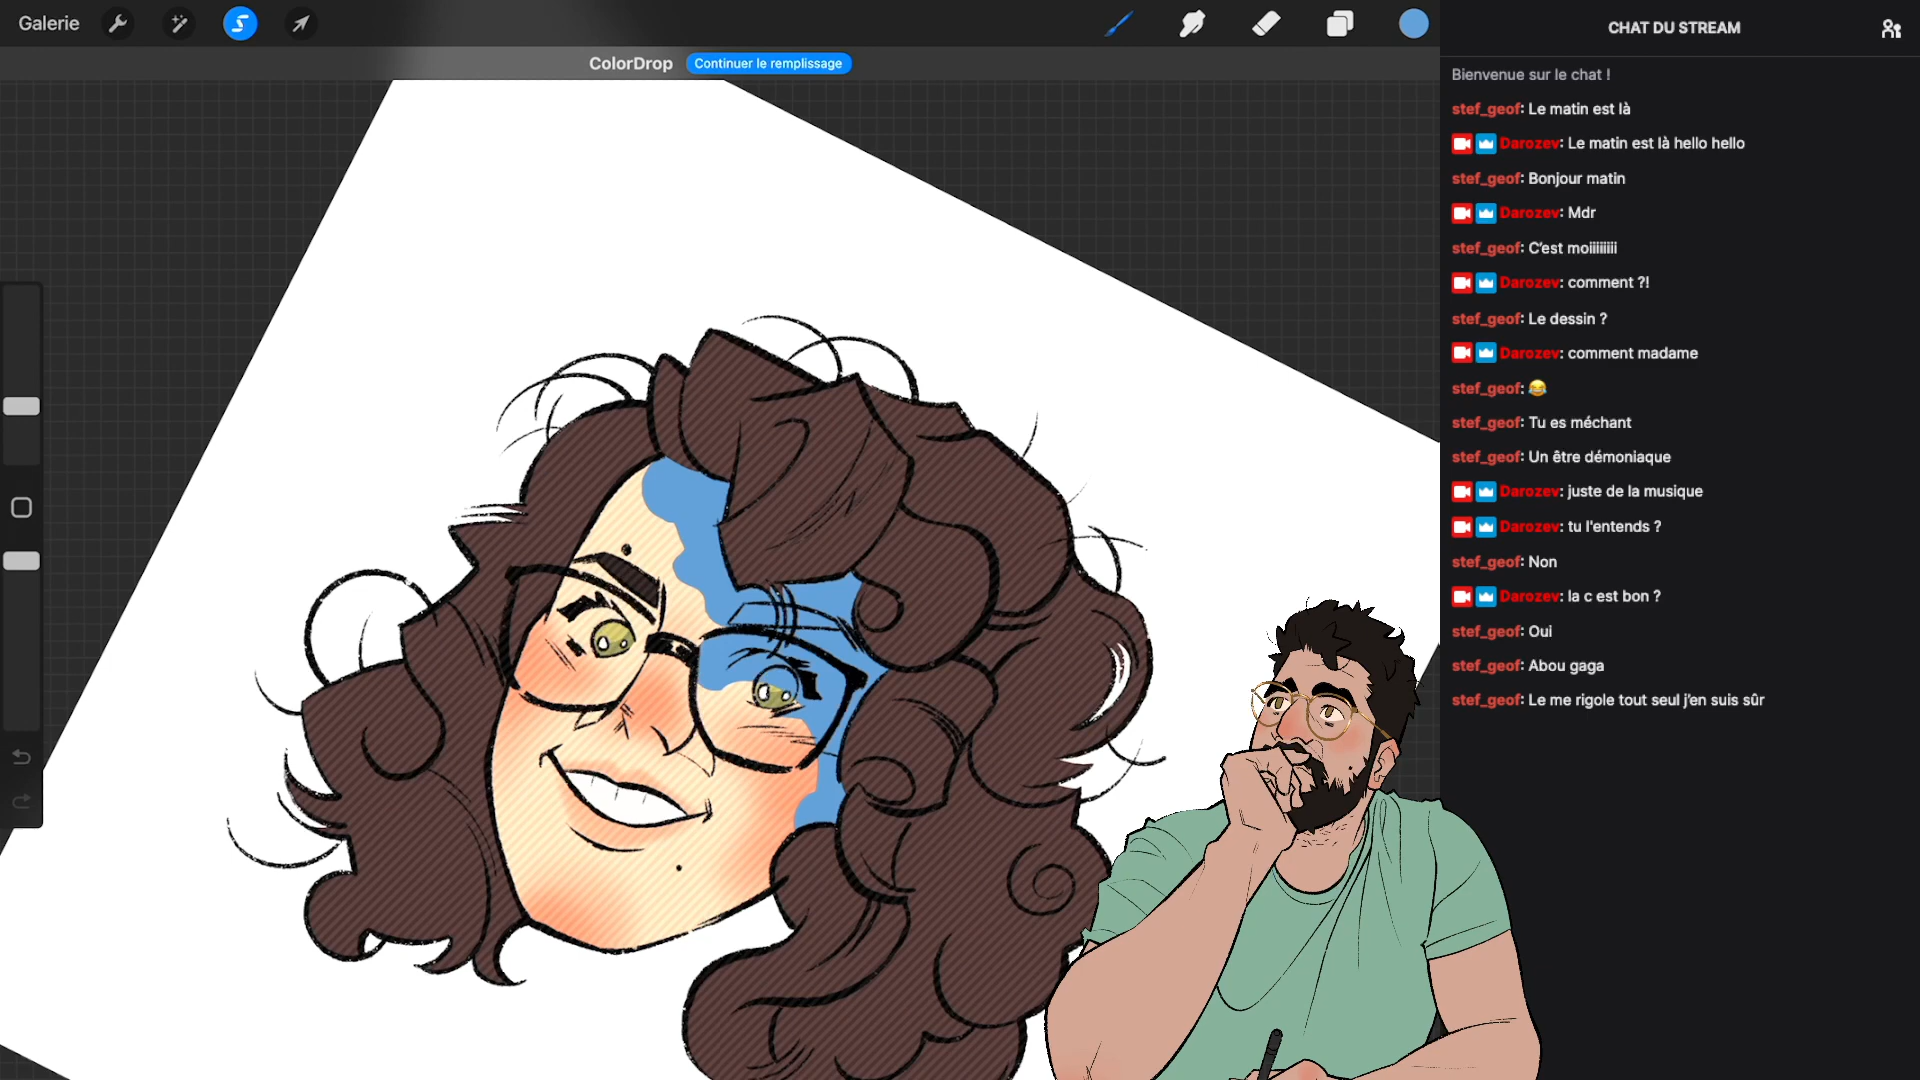 Galerie
ColorDrop
Continuer le remplissage
CHAT DU STREAM
Bienvenue sur le chat !
stef_geof: Le matin est là
Darozev: Le matin est là hello hello
stef_geof: Bonjour matin
Darozev: Mdr
stef_geof: C'est moiiiiiiiii
Darozev: comment ?!
stef_geof: Le dessin ?
Darozev: comment madame
stef_geof: 😂
stef_geof: Tu es méchant
stef_geof: Un être démoniaque
Darozev: juste de la musique
Darozev: tu l'entends ?
stef_geof: Non
Darozev: la c est bon ?
stef_geof: Oui
stef_geof: Abou gaga
stef_geof: Le me rigole tout seul j'en suis sûr